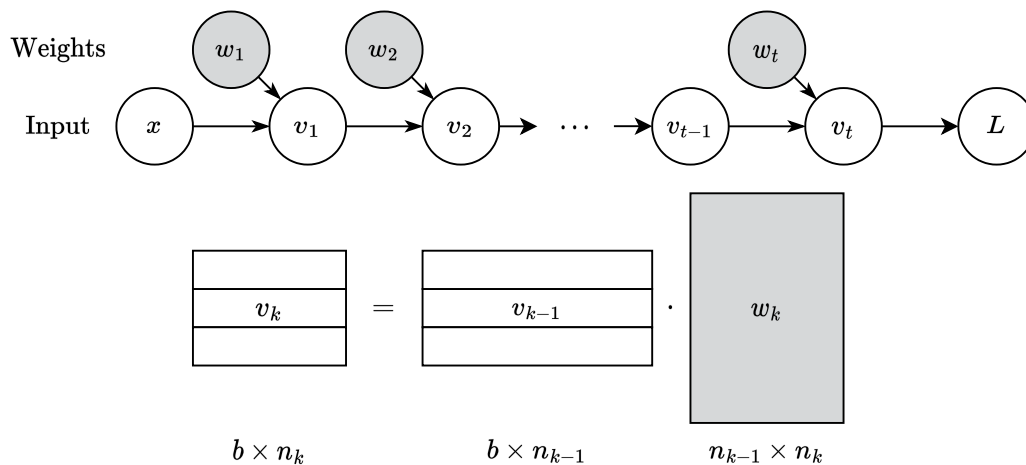 Weights w₁ w₂ wₜ
Input x v₁ v₂ ⋯ vₜ₋₁ vₜ L
vₖ = vₖ₋₁ · wₖ
b × nₖ b × nₖ₋₁ nₖ₋₁ × nₖ